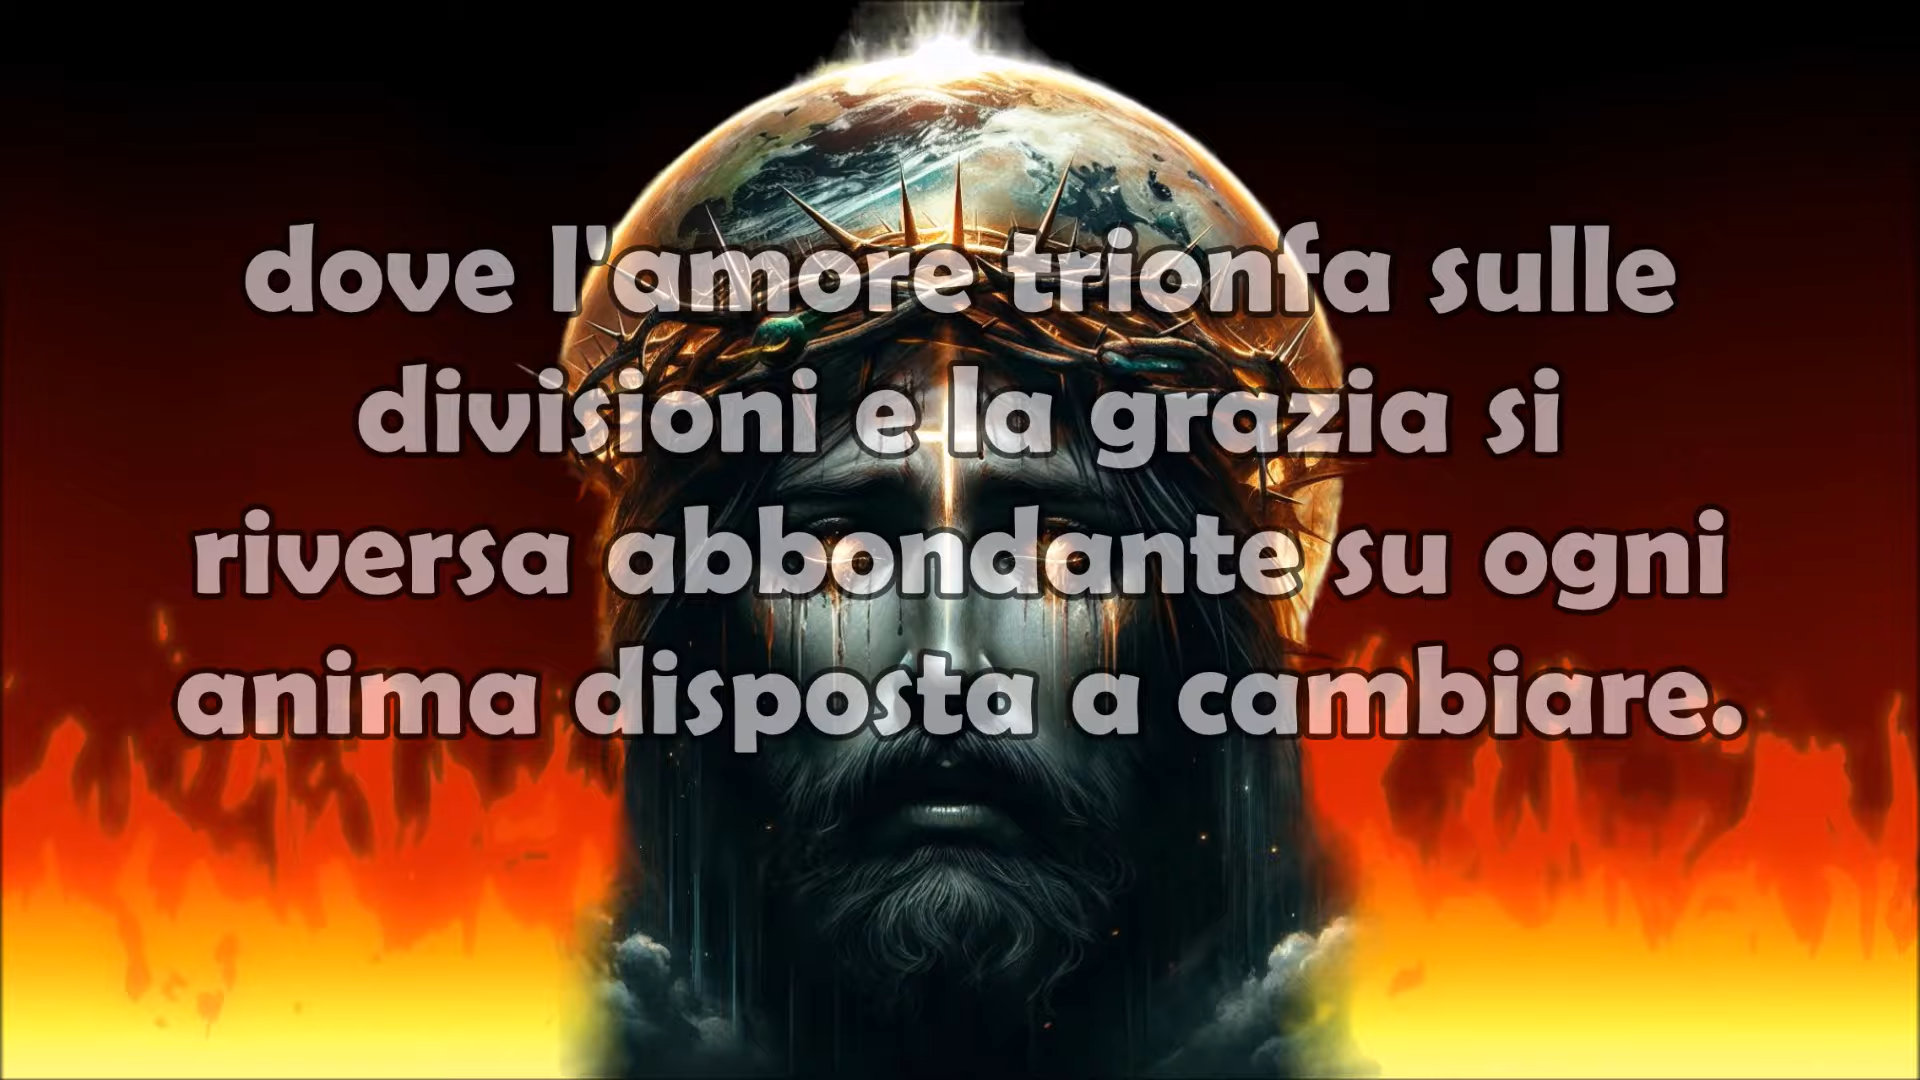 dove l'amore trionfa sulle
divisioni e la grazia si
riversa abbondante su ogni
anima disposta a cambiare.